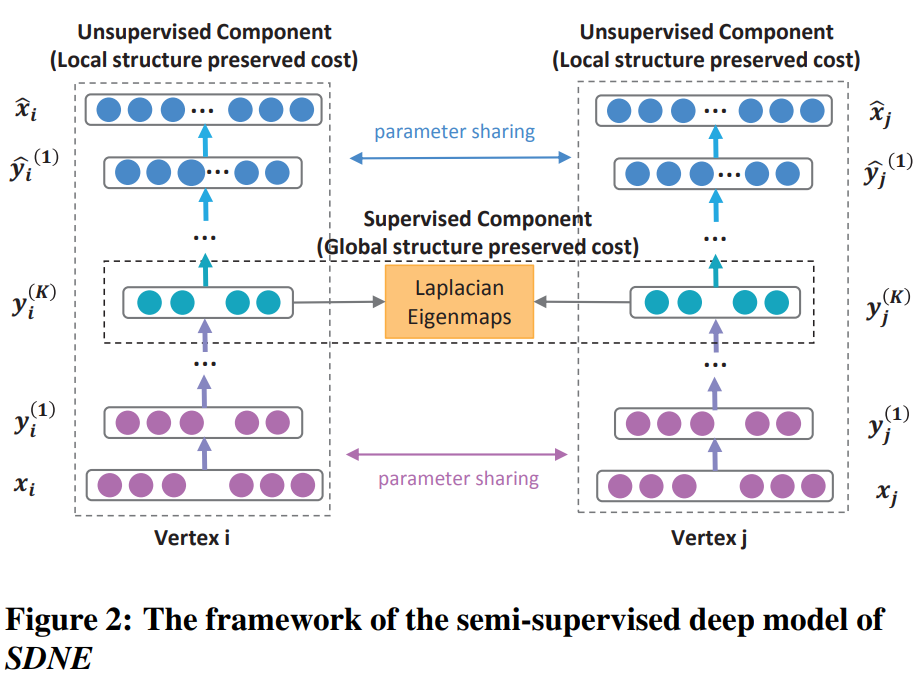 Unsupervised Component
(Local structure preserved cost)
Unsupervised Component
(Local structure preserved cost)
x̂ᵢ
...
...
x̂ⱼ
parameter sharing
ŷᵢ⁽¹⁾
...
...
ŷⱼ⁽¹⁾
Supervised Component
(Global structure preserved cost)
...
...
yᵢ⁽ᴷ⁾
Laplacian
Eigenmaps
yⱼ⁽ᴷ⁾
...
...
yᵢ⁽¹⁾
yⱼ⁽¹⁾
parameter sharing
xᵢ
xⱼ
Vertex i
Vertex j
Figure 2: The framework of the semi-supervised deep model of
SDNE